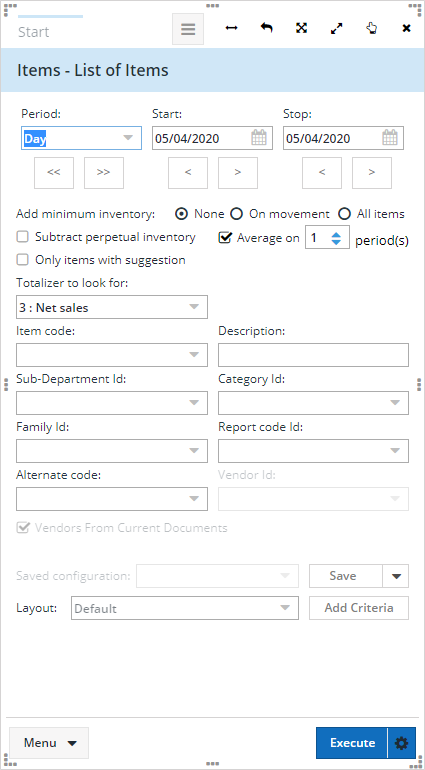 Start
Items - List of Items
Period: Start: Stop:
Day 05/04/2020 05/04/2020
<< >> < > < >
Add minimum inventory: None On movement All items
Subtract perpetual inventory Average on 1 period(s)
Only items with suggestion
Totalizer to look for:
3 : Net sales
Item code: Description:
Sub-Department Id: Category Id:
Family Id: Report code Id:
Alternate code: Vendor Id:
Vendors From Current Documents
Saved configuration: Save
Layout: Default Add Criteria
Menu Execute